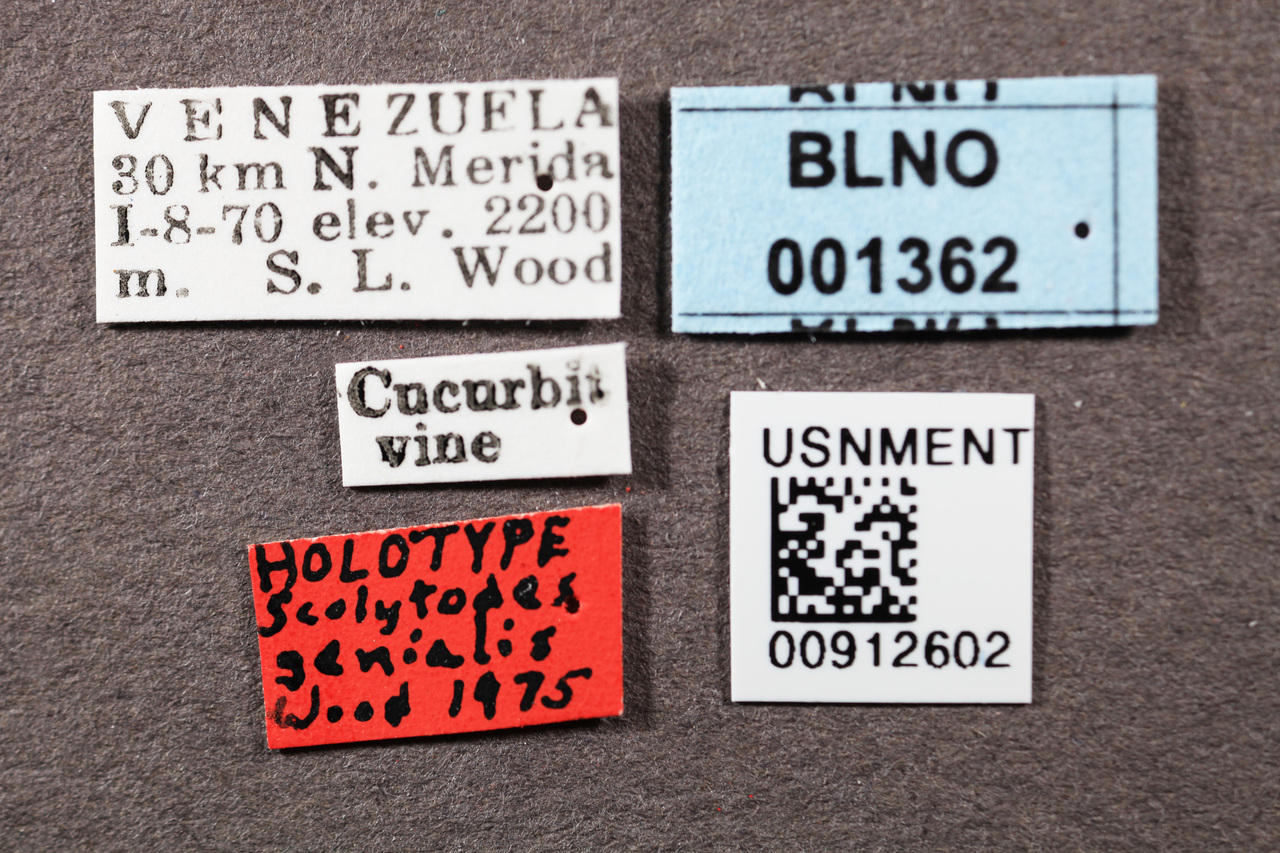 VENEZUELA
30 km N. Merida
I-8-70 elev. 2200
m. S. L. Wood
BLNO
001362
Cucurbit
vine
USNMENT
00912602
HOLOTYPE
Scolytodes
genialis
Wood 1975